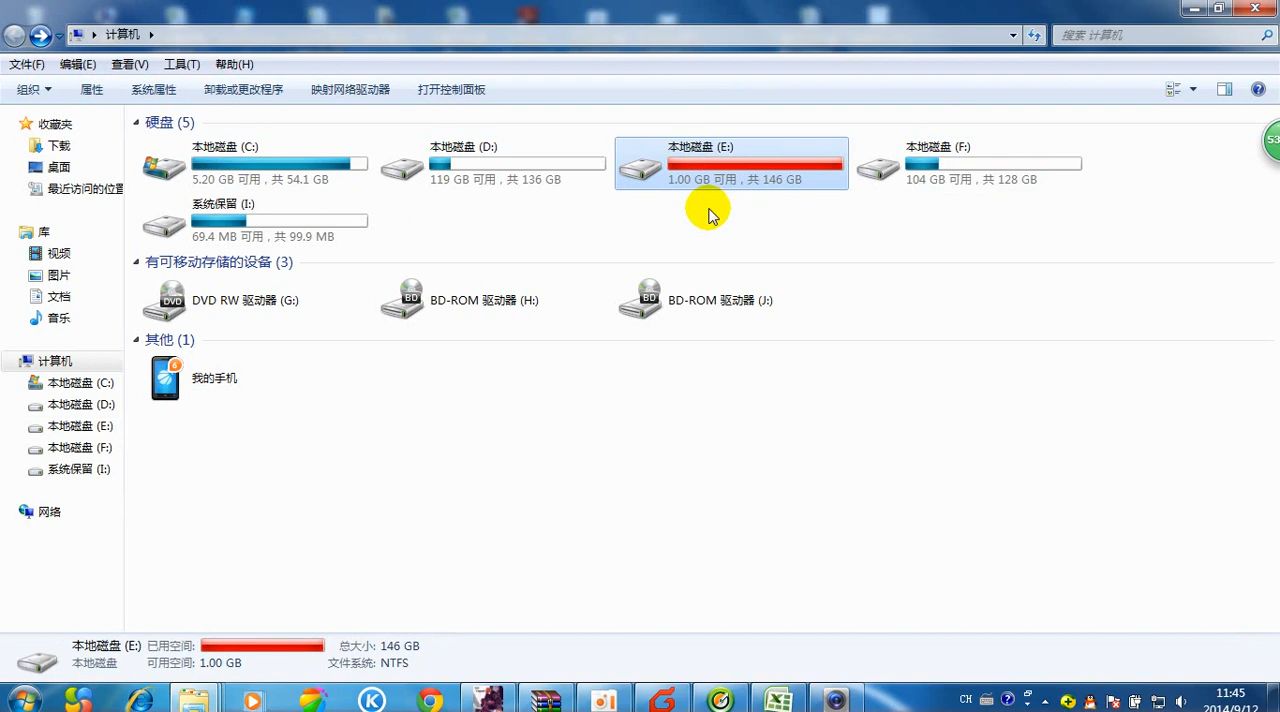 计算机
搜索 计算机
文件(F) 编辑(E) 查看(V) 工具(T) 帮助(H)
组织 属性 系统属性 卸载或更改程序 映射网络驱动器 打开控制面板
收藏夹
下载
桌面
最近访问的位置
库
视频
图片
文档
音乐
计算机
本地磁盘 (C:)
本地磁盘 (D:)
本地磁盘 (E:)
本地磁盘 (F:)
系统保留 (I:)
网络
硬盘 (5)
本地磁盘 (C:)
5.20 GB 可用，共 54.1 GB
本地磁盘 (D:)
119 GB 可用，共 136 GB
本地磁盘 (E:)
1.00 GB 可用，共 146 GB
本地磁盘 (F:)
104 GB 可用，共 128 GB
系统保留 (I:)
69.4 MB 可用，共 99.9 MB
53
有可移动存储的设备 (3)
DVD
DVD RW 驱动器 (G:)
BD
BD-ROM 驱动器 (H:)
BD
BD-ROM 驱动器 (J:)
其他 (1)
6
我的手机
本地磁盘 (E:) 已用空间: 总大小: 146 GB
本地磁盘 可用空间: 1.00 GB 文件系统: NTFS
CH
11:45
2014/9/12